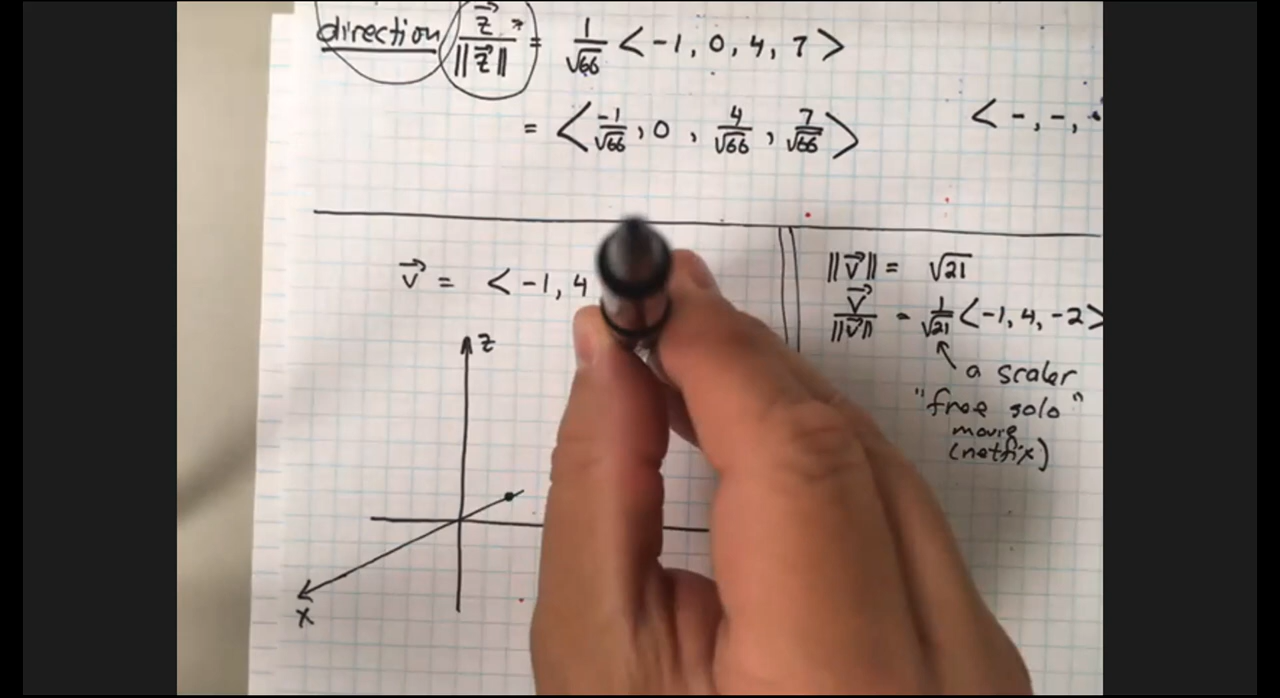 direction z⃗ / ||z⃗|| = 1/√66 < -1, 0, 4, 7 >
= < -1/√66, 0, 4/√66, 7/√66 >
< -, -,
v⃗ = < -1, 4
z
x
||v⃗|| = √21
v⃗ / ||v⃗|| = 1/√21 < -1, 4, -2 >
a scaler
"free solo"
movie
(netfix)